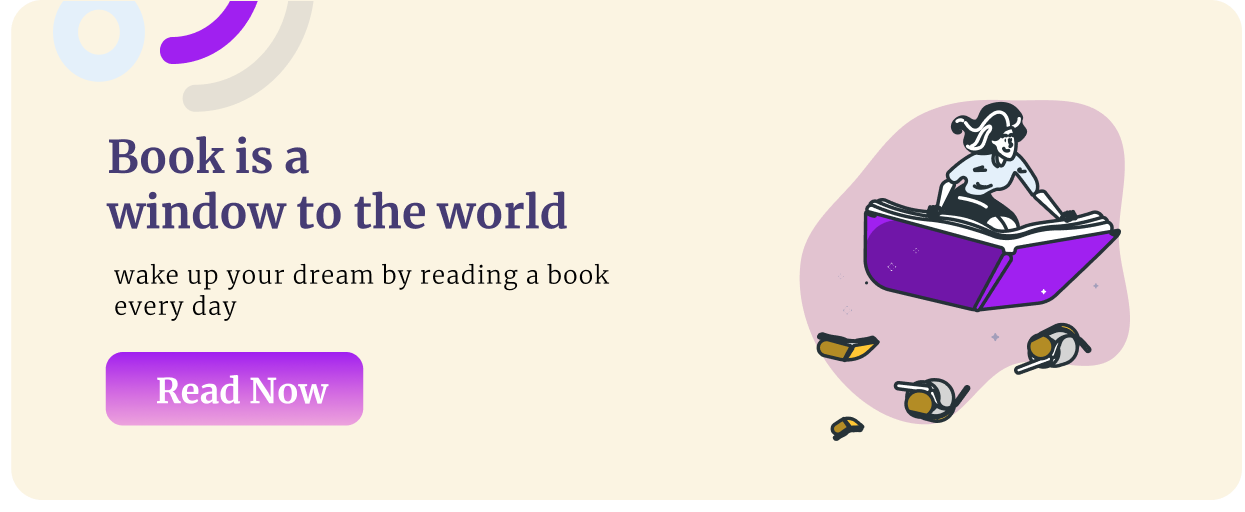 Book is a
window to the world
wake up your dream by reading a book
every day
Read Now